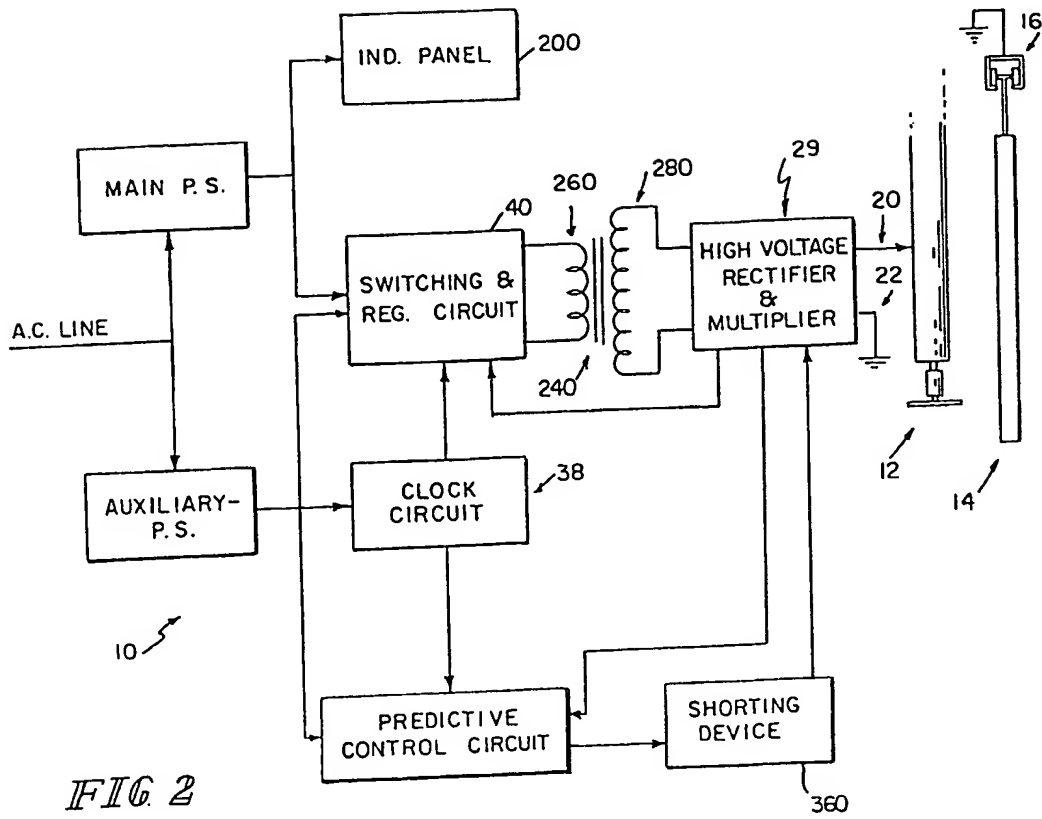 IND. PANEL
200
16
MAIN P. S.
260
280
29
40
20
SWITCHING &
REG. CIRCUIT
HIGH VOLTAGE
RECTIFIER
&
MULTIPLIER
22
A.C. LINE
240
12
14
AUXILIARY-
P.S.
CLOCK
CIRCUIT
38
10
PREDICTIVE
CONTROL CIRCUIT
SHORTING
DEVICE
360
FIG. 2